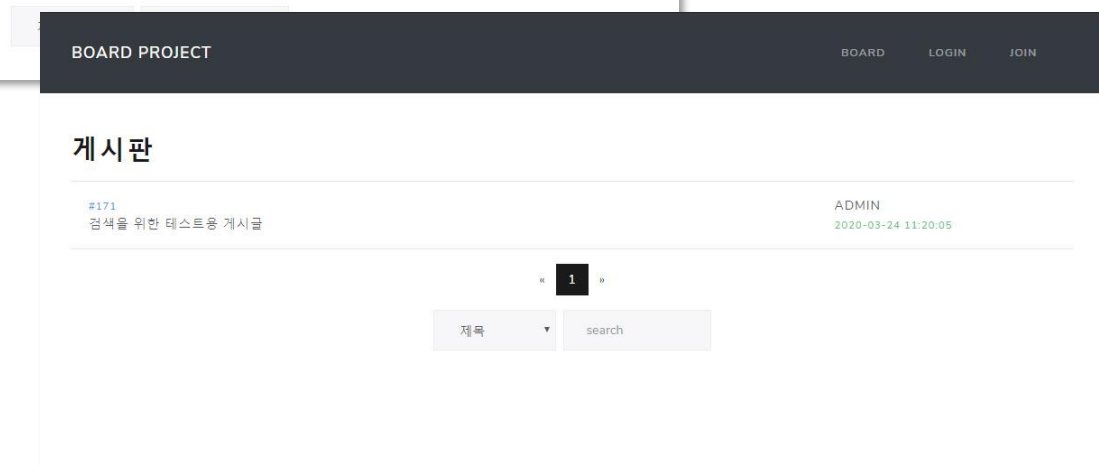 BOARD PROJECT
BOARD LOGIN JOIN
게시판
#171
검색을 위한 테스트용 게시글
ADMIN
2020-03-24 11:20:05
« 1 »
제목 ▼ search